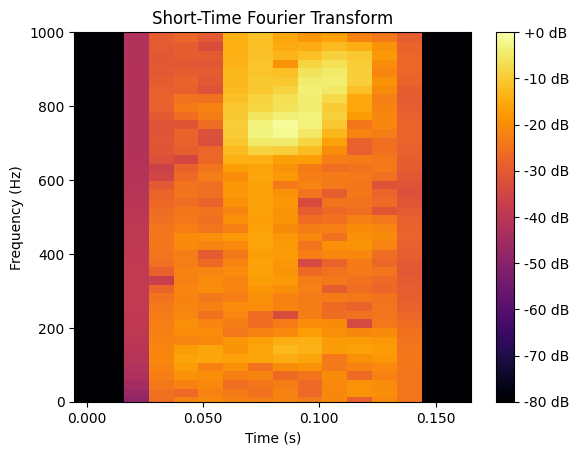 Short-Time Fourier Transform
1000
800
600
400
200
0
Frequency (Hz)
0.000
0.050
0.100
0.150
Time (s)
+0 dB
-10 dB
-20 dB
-30 dB
-40 dB
-50 dB
-60 dB
-70 dB
-80 dB